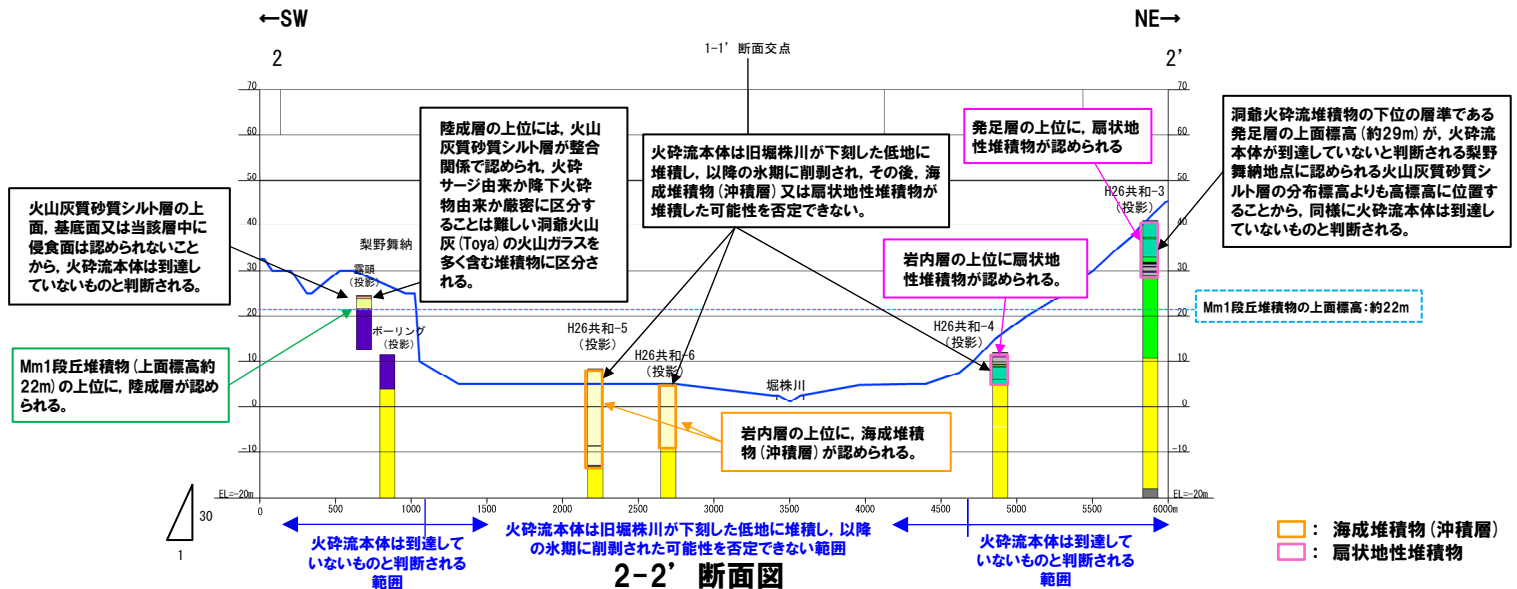 ←SW
NE→
2
1-1’断面交点
2’
70
60
50
40
30
20
10
0
-10
EL=-20m
70
60
50
40
30
20
10
0
-10
EL=-20m
火山灰質砂質シルト層の上
面，基底面又は当該層中に
侵食面は認められないこと
から，火砕流本体は到達し
ていないものと判断される。
陸成層の上位には，火山
灰質砂質シルト層が整合
関係で認められ，火砕
サージ由来か降下火砕
物由来か厳密に区分す
ることは難しい洞爺火山
灰(Toya)の火山ガラスを
多く含む堆積物に区分さ
れる。
火砕流本体は旧堀株川が下刻した低地に
堆積し，以降の氷期に削剥され，その後，海
成堆積物(沖積層)又は扇状地性堆積物が
堆積した可能性を否定できない。
発足層の上位に，扇状地
性堆積物が認められる
洞爺火砕流堆積物の下位の層準である
発足層の上面標高(約29m)が，火砕流
本体が到達していないと判断される梨野
舞納地点に認められる火山灰質砂質シ
ルト層の分布標高よりも高標高に位置す
ることから，同様に火砕流本体は到達し
ていないものと判断される。
岩内層の上位に扇状地
性堆積物が認められる。
Mm1段丘堆積物の上面標高：約22m
Mm1段丘堆積物(上面標高約
22m)の上位に，陸成層が認め
られる。
岩内層の上位に，海成堆積
物(沖積層)が認められる。
梨野舞納
露頭
(投影)
ボーリング
(投影)
H26共和-5
(投影)
H26共和-6
(投影)
堀株川
H26共和-4
(投影)
H26共和-3
(投影)
30
1
0
500
1000
1500
2000
2500
3000
3500
4000
4500
5000
5500
6000m
火砕流本体は到達して
いないものと判断される
範囲
火砕流本体は旧堀株川が下刻した低地に堆積し，以降
の氷期に削剥された可能性を否定できない範囲
火砕流本体は到達して
いないものと判断される
範囲
2-2’断面図
：海成堆積物(沖積層)
：扇状地性堆積物